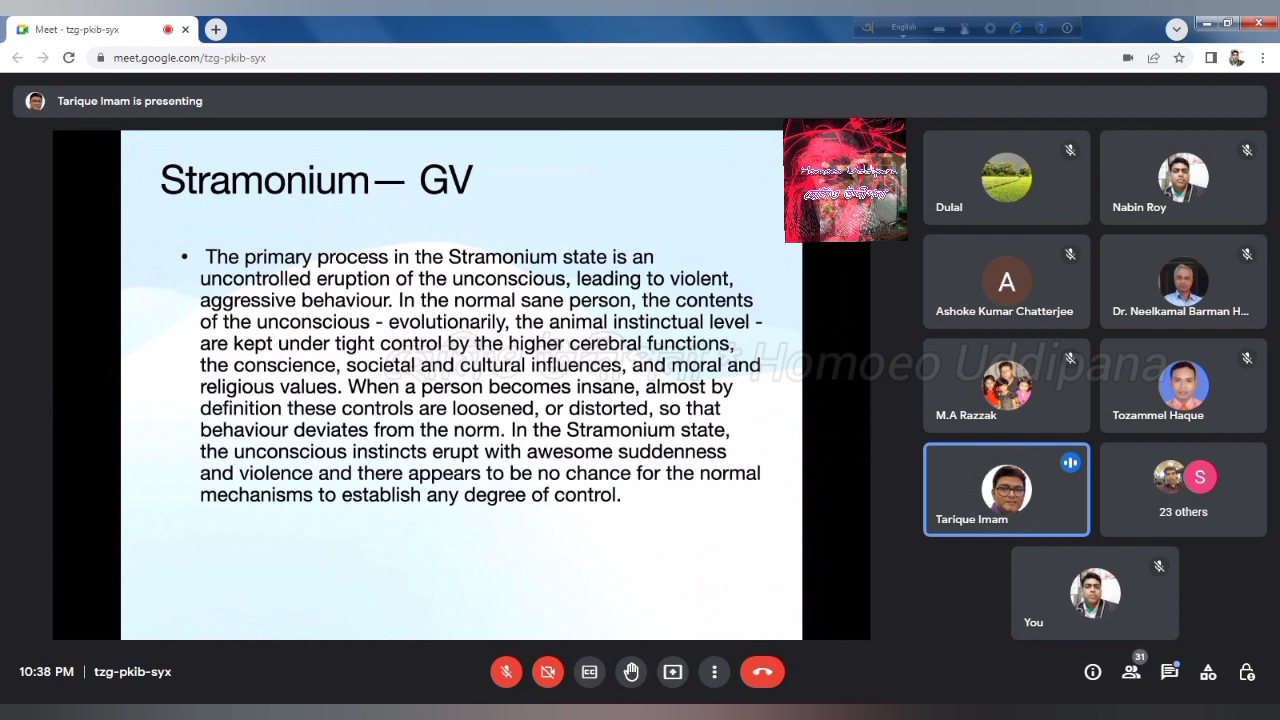 Meet - tzg-pkib-syx
English
meet.google.com/tzg-pkib-syx
Tarique Imam is presenting
Stramonium— GV
• The primary process in the Stramonium state is an
uncontrolled eruption of the unconscious, leading to violent,
aggressive behaviour. In the normal sane person, the contents
of the unconscious - evolutionarily, the animal instinctual level -
are kept under tight control by the higher cerebral functions,
the conscience, societal and cultural influences, and moral and
religious values. When a person becomes insane, almost by
definition these controls are loosened, or distorted, so that
behaviour deviates from the norm. In the Stramonium state,
the unconscious instincts erupt with awesome suddenness
and violence and there appears to be no chance for the normal
mechanisms to establish any degree of control.
Homoeo Uddipana
Homoeo Uddipana
Dulal
Nabin Roy
A
Ashoke Kumar Chatterjee
Dr. Neelkamal Barman H...
M.A Razzak
Tozammel Haque
Tarique Imam
S
23 others
You
10:38 PM | tzg-pkib-syx
31